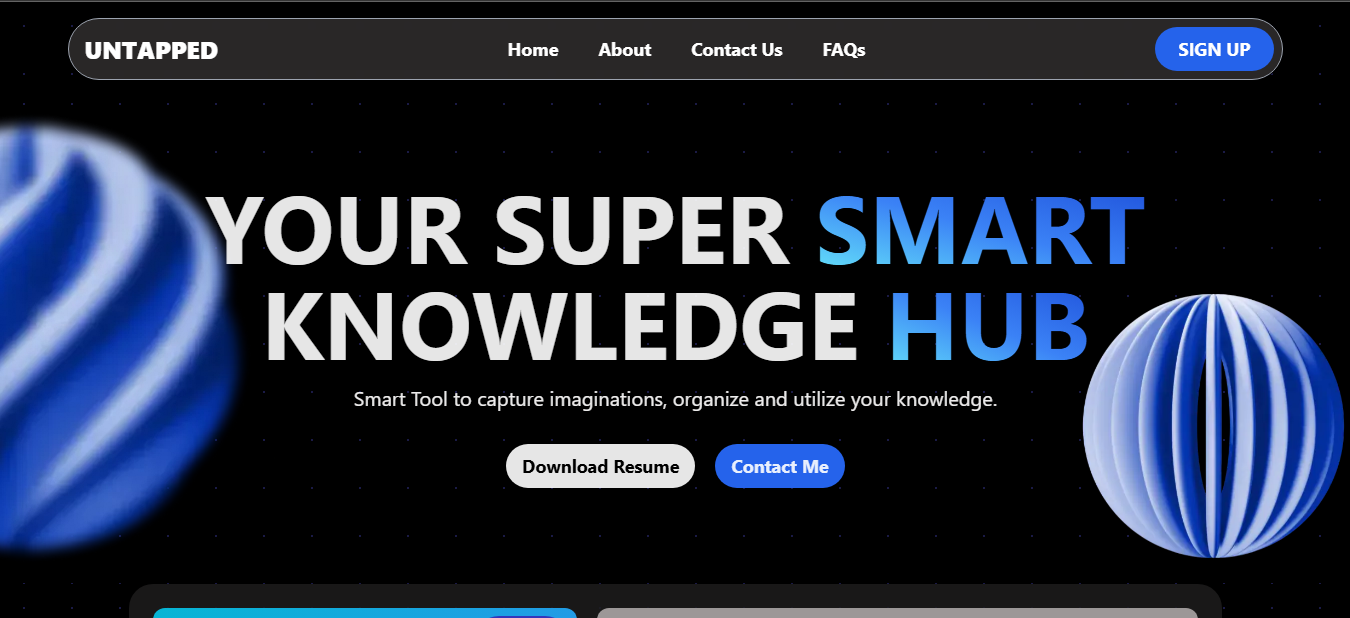 UNTAPPED
Home
About
Contact Us
FAQs
SIGN UP
YOUR SUPER SMART
KNOWLEDGE HUB
Smart Tool to capture imaginations, organize and utilize your knowledge.
Download Resume
Contact Me